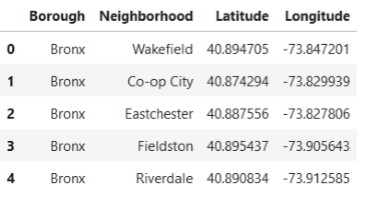 Borough Neighborhood Latitude Longitude
0 Bronx Wakefield 40.894705 -73.847201
1 Bronx Co-op City 40.874294 -73.829939
2 Bronx Eastchester 40.887556 -73.827806
3 Bronx Fieldston 40.895437 -73.905643
4 Bronx Riverdale 40.890834 -73.912585